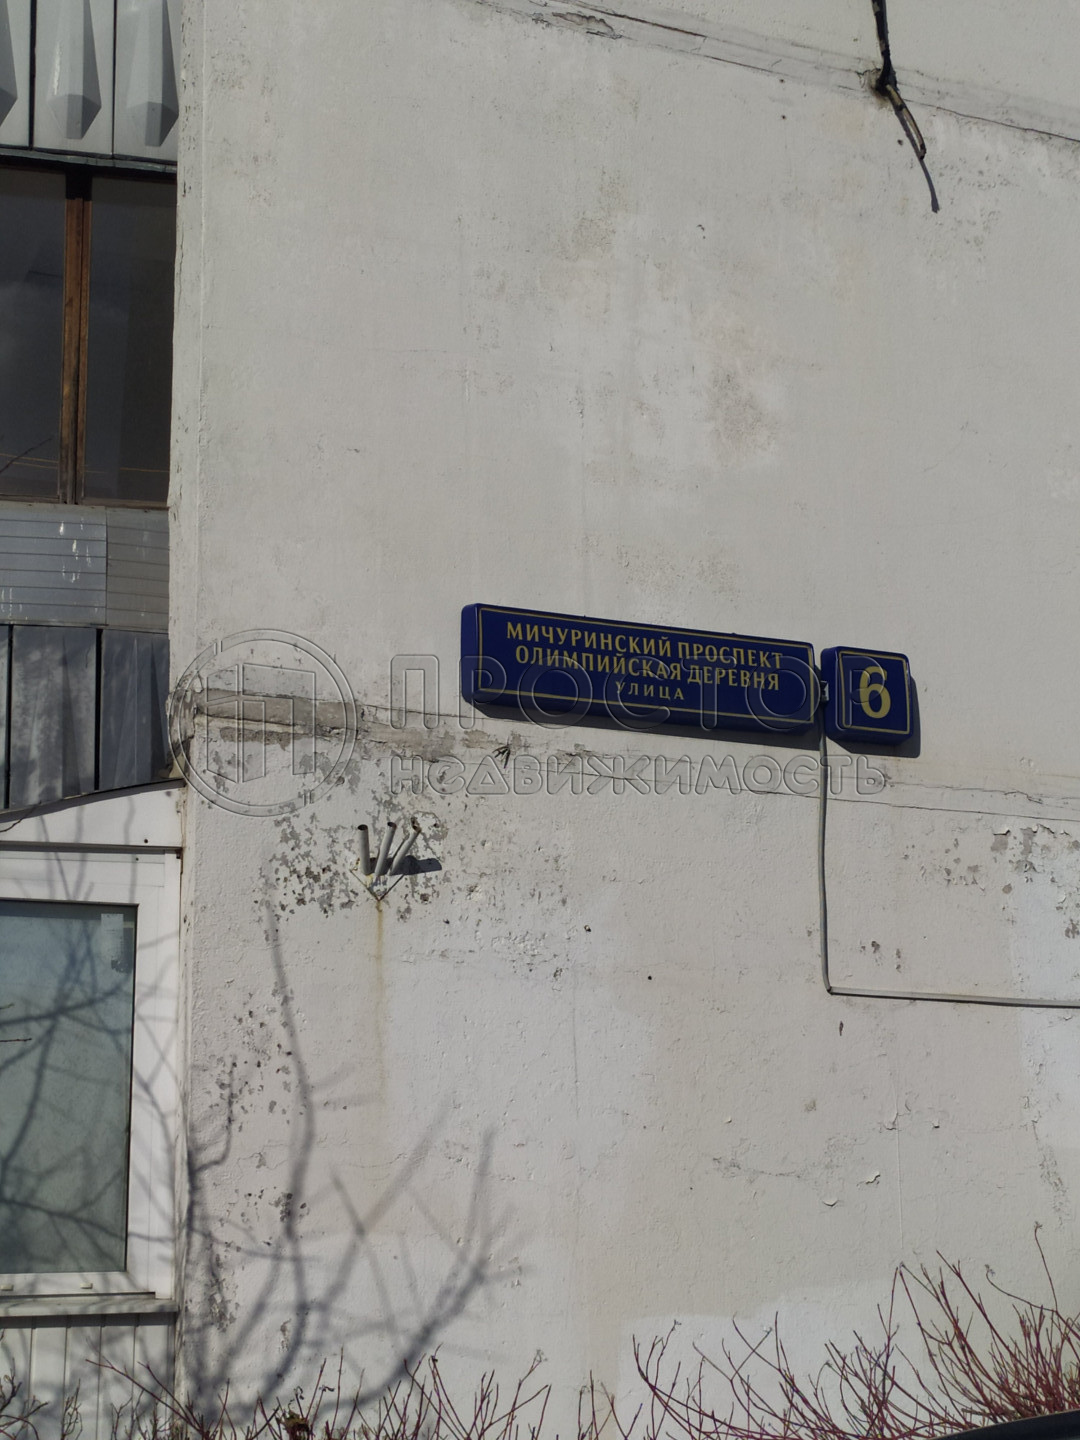 МИЧУРИНСКИЙ ПРОСПЕКТ
ОЛИМПИЙСКАЯ ДЕРЕВНЯ
УЛИЦА
6
ПРОСТОР
недвижимость